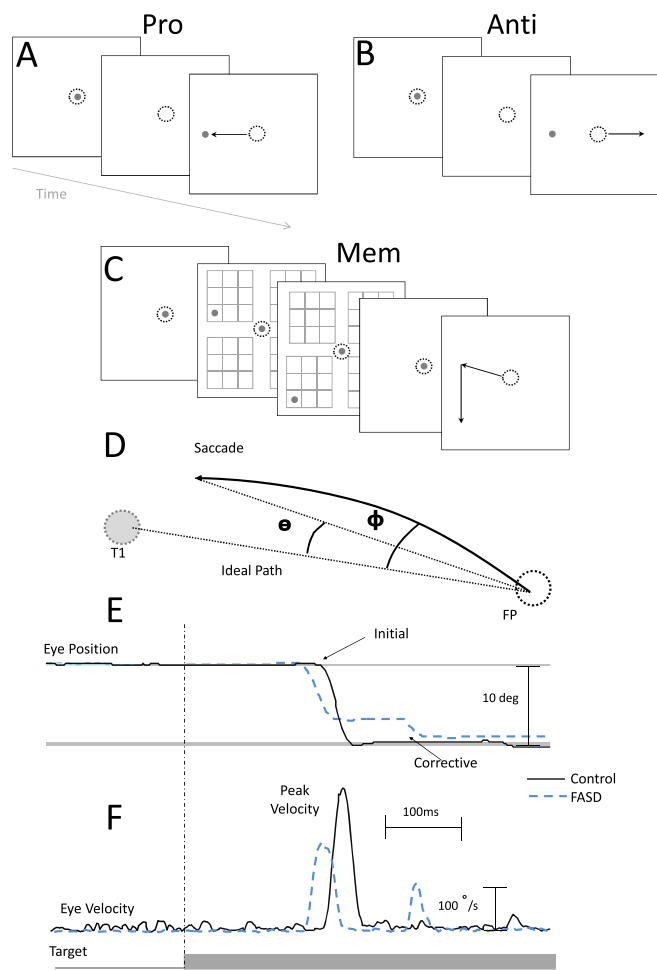 Pro
Anti
A
B
Time
C
Mem
D
Saccade
ɵ
ϕ
T1
Ideal Path
FP
E
Initial
Eye Position
10 deg
Corrective
Control
FASD
F
Peak
Velocity
100ms
100 °/s
Eye Velocity
Target